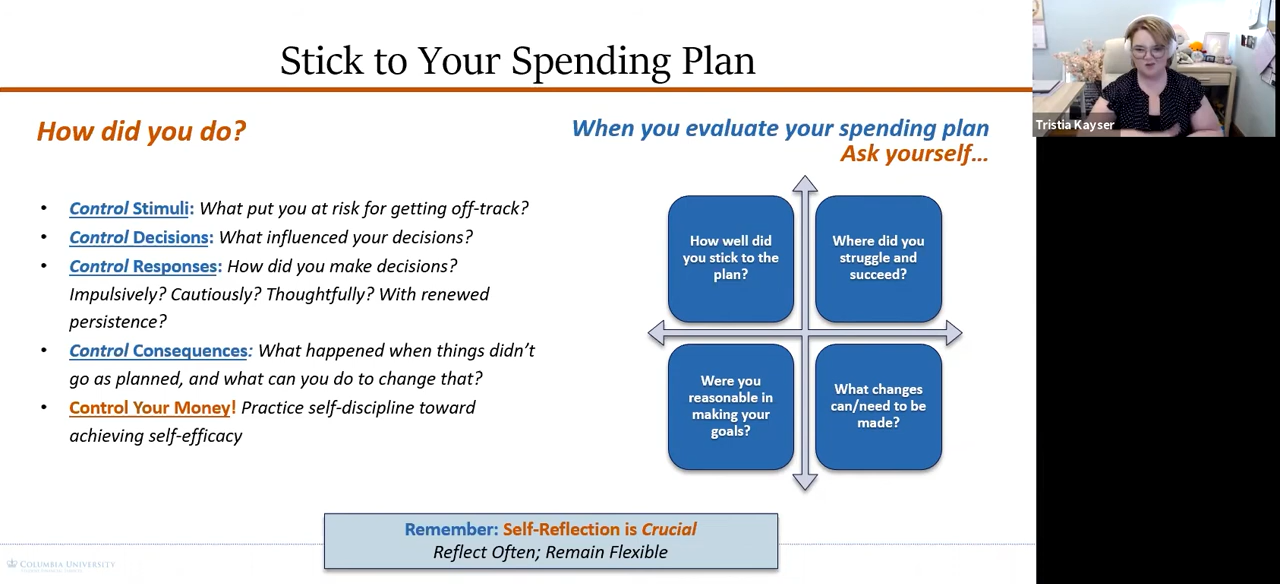 Stick to Your Spending Plan
How did you do?
• Control Stimuli: What put you at risk for getting off-track?
• Control Decisions: What influenced your decisions?
• Control Responses: How did you make decisions?
Impulsively? Cautiously? Thoughtfully? With renewed
persistence?
• Control Consequences: What happened when things didn’t
go as planned, and what can you do to change that?
• Control Your Money! Practice self-discipline toward
achieving self-efficacy
When you evaluate your spending plan
Ask yourself…
How well did
you stick to the
plan?
Where did you
struggle and
succeed?
Were you
reasonable in
making your
goals?
What changes
can/need to be
made?
Remember: Self-Reflection is Crucial
Reflect Often; Remain Flexible
COLUMBIA UNIVERSITY
Tristia Kayser